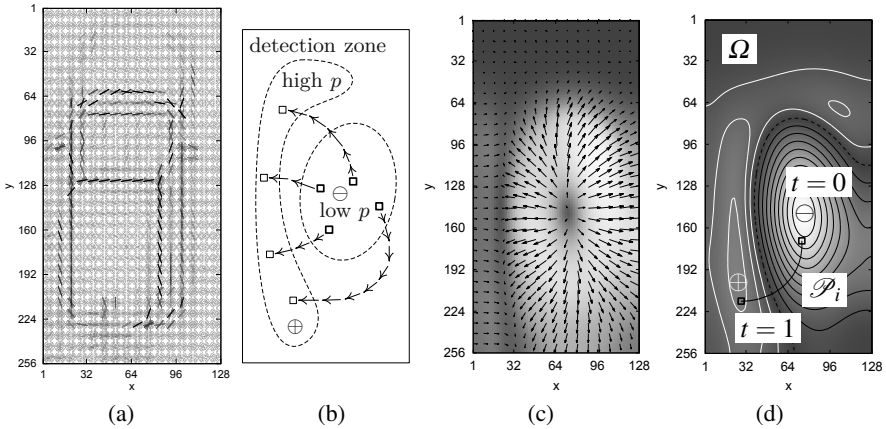 1
32
64
96
128
160
192
224
256
y
1 32 64 96 128
x
(a)
detection zone
high p
low p
⊖
⊕
(b)
1
32
64
96
128
160
192
224
256
y
1 32 64 96 128
x
(c)
1
32
64
96
128
160
192
224
256
y
Ω
t = 0
⊖
⊕
𝒫i
t = 1
1 32 64 96 128
x
(d)